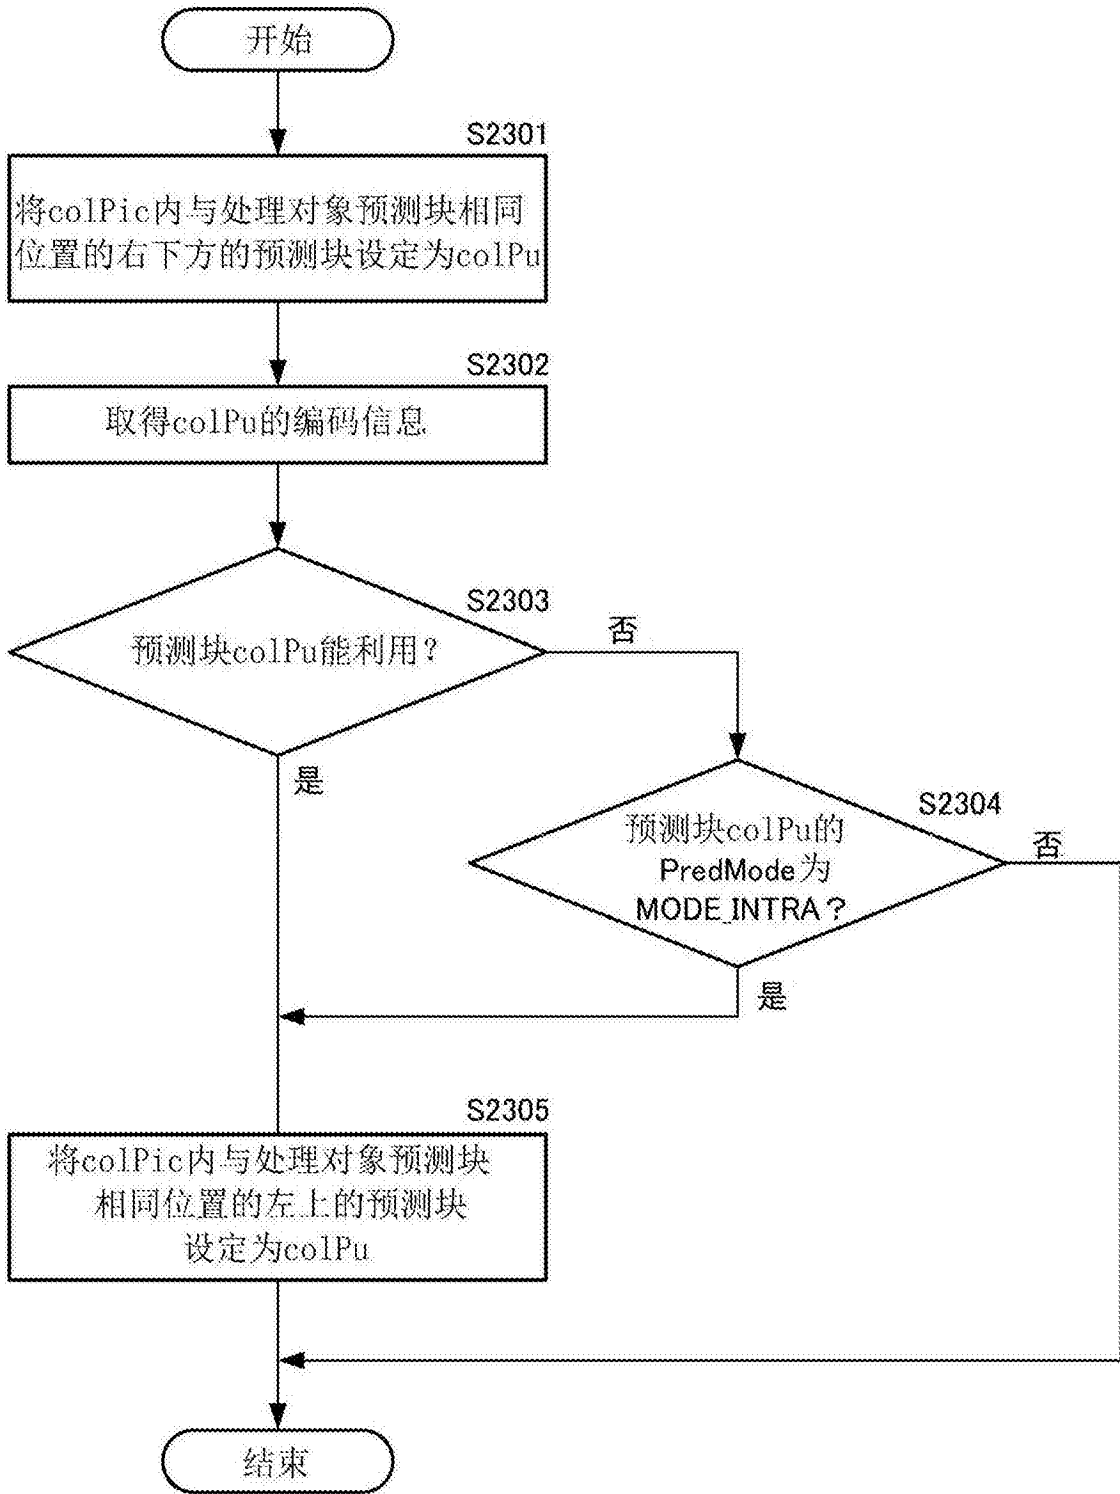 开始
S2301
将colPic内与处理对象预测块相同
位置的右下方的预测块设定为colPu
S2302
取得colPu的编码信息
S2303
预测块colPu能利用？
否
是
S2304
预测块colPu的
PredMode为
MODE_INTRA？
否
是
S2305
将colPic内与处理对象预测块
相同位置的左上的预测块
设定为colPu
结束